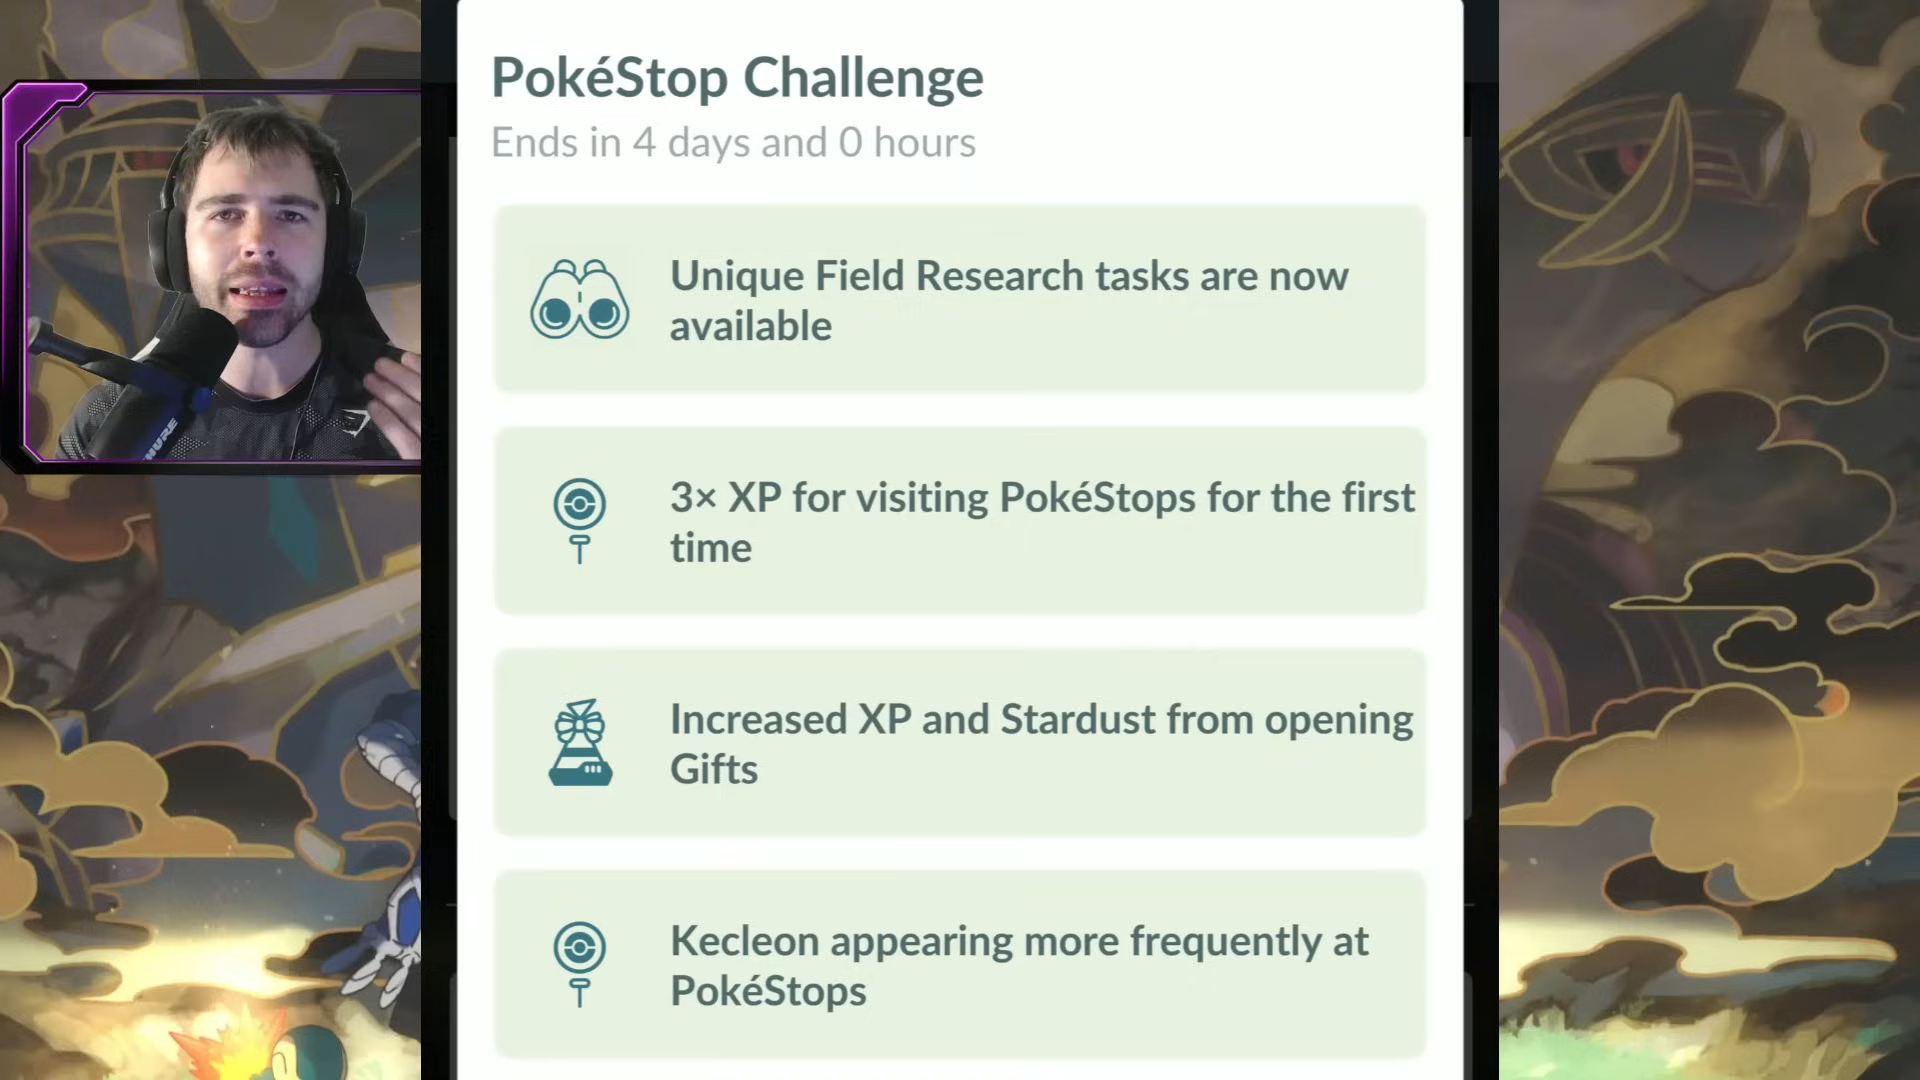 PokéStop Challenge
Ends in 4 days and 0 hours
Unique Field Research tasks are now
available
3× XP for visiting PokéStops for the first
time
Increased XP and Stardust from opening
Gifts
Kecleon appearing more frequently at
PokéStops
SHURE